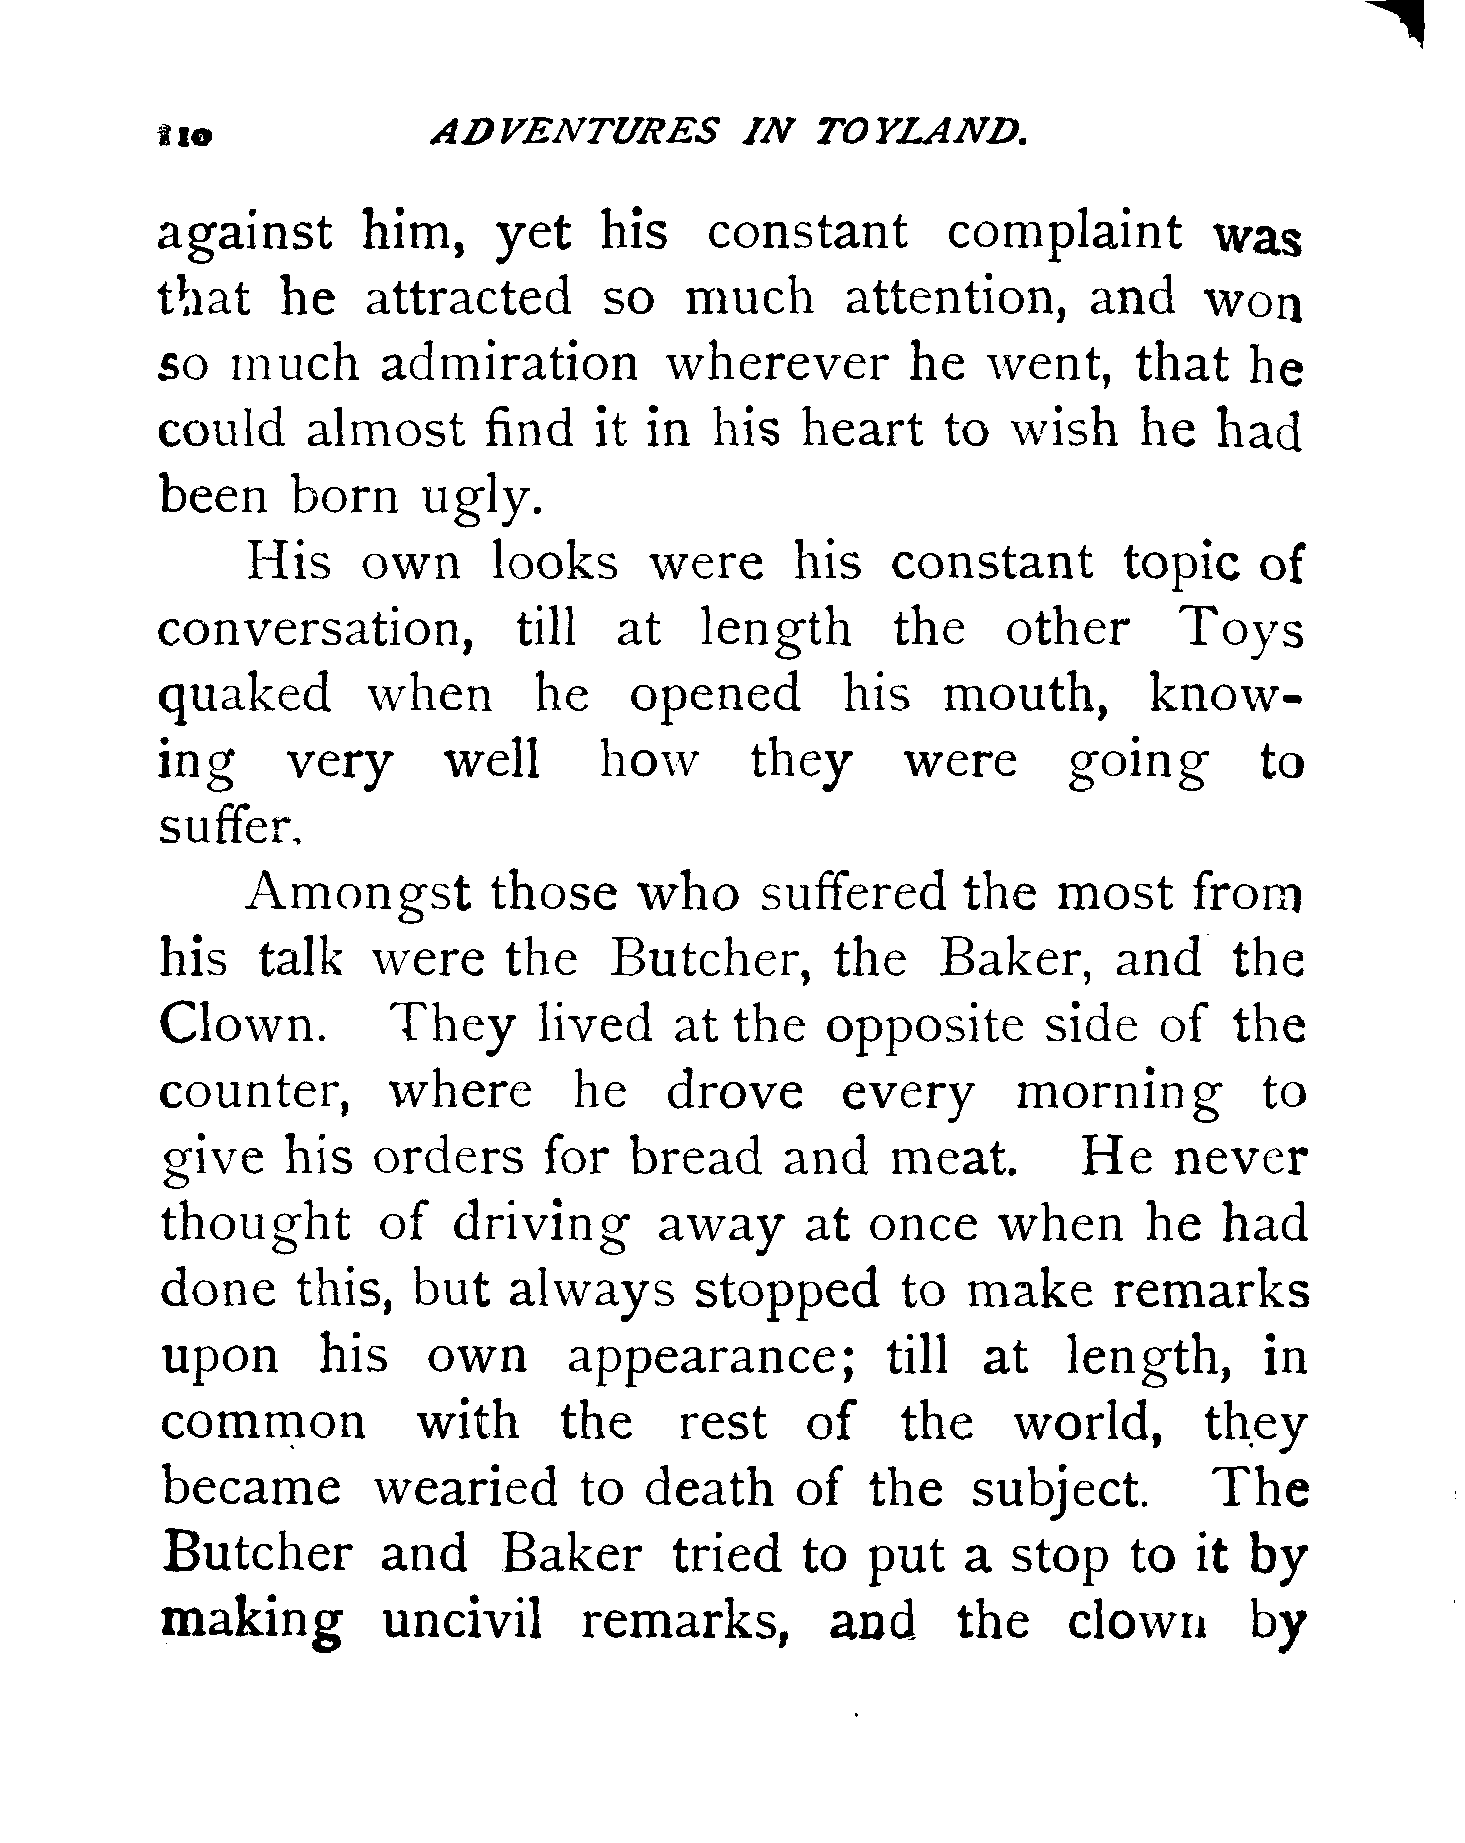 110 ADVENTURES IN TOYLAND.
against him, yet his constant complaint was
that he attracted so much attention, and won
so much admiration wherever he went, that he
could almost find it in his heart to wish he had
been born ugly.
His own looks were his constant topic of
conversation, till at length the other Toys
quaked when he opened his mouth, know-
ing very well how they were going to
suffer.
Amongst those who suffered the most from
his talk were the Butcher, the Baker, and the
Clown. They lived at the opposite side of the
counter, where he drove every morning to
give his orders for bread and meat. He never
thought of driving away at once when he had
done this, but always stopped to make remarks
upon his own appearance; till at length, in
common with the rest of the world, they
became wearied to death of the subject. The
Butcher and Baker tried to put a stop to it by
making uncivil remarks, and the clown by